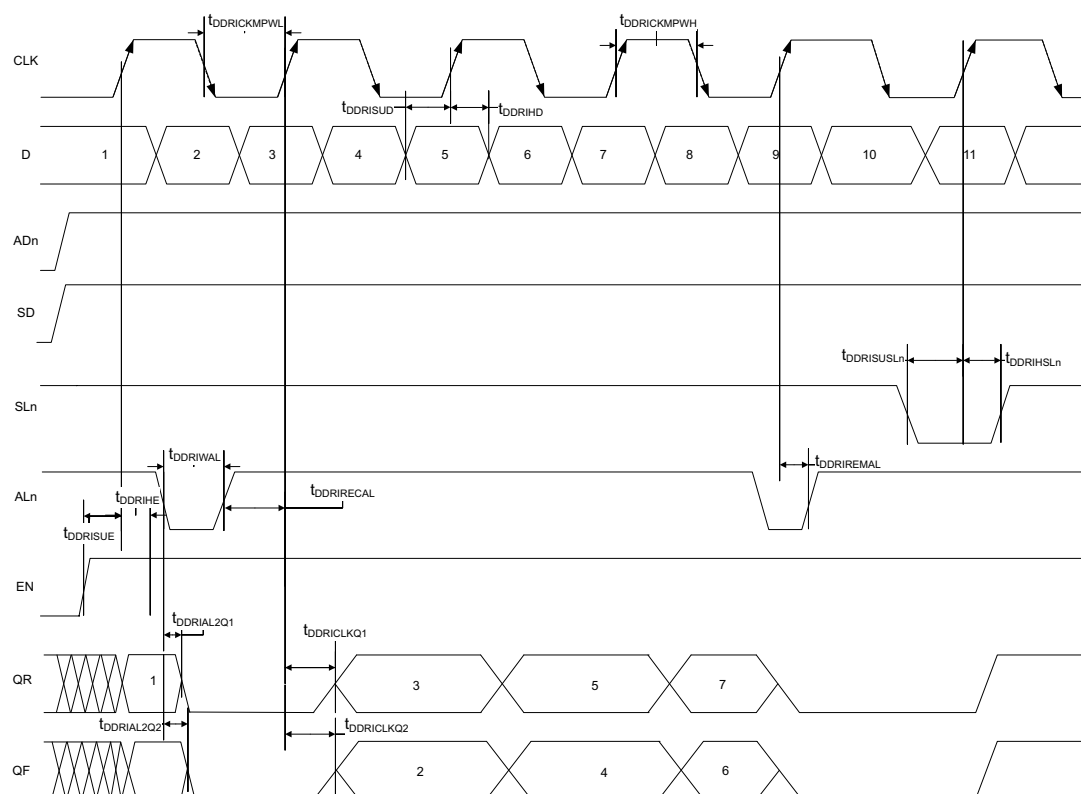 tDDRICKMPWL
tDDRICKMPWH
CLK
tDDRISUD
tDDRIHD
D
1 2 3 4 5 6 7 8 9 10 11
ADn
SD
tDDRISUSLn
tDDRIHSLn
SLn
tDDRIWAL
tDDRIREMAL
ALn
tDDRIHE
tDDRIRECAL
tDDRISUE
EN
tDDRIAL2Q1
tDDRICLKQ1
QR
1 3 5 7
tDDRIAL2Q2
tDDRICLKQ2
QF
2 4 6